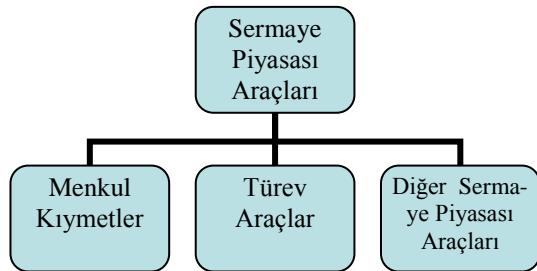 Sermaye
Piyasası
Araçları
Menkul
Kıymetler
Türev
Araçlar
Diğer Serma-
ye Piyasası
Araçları